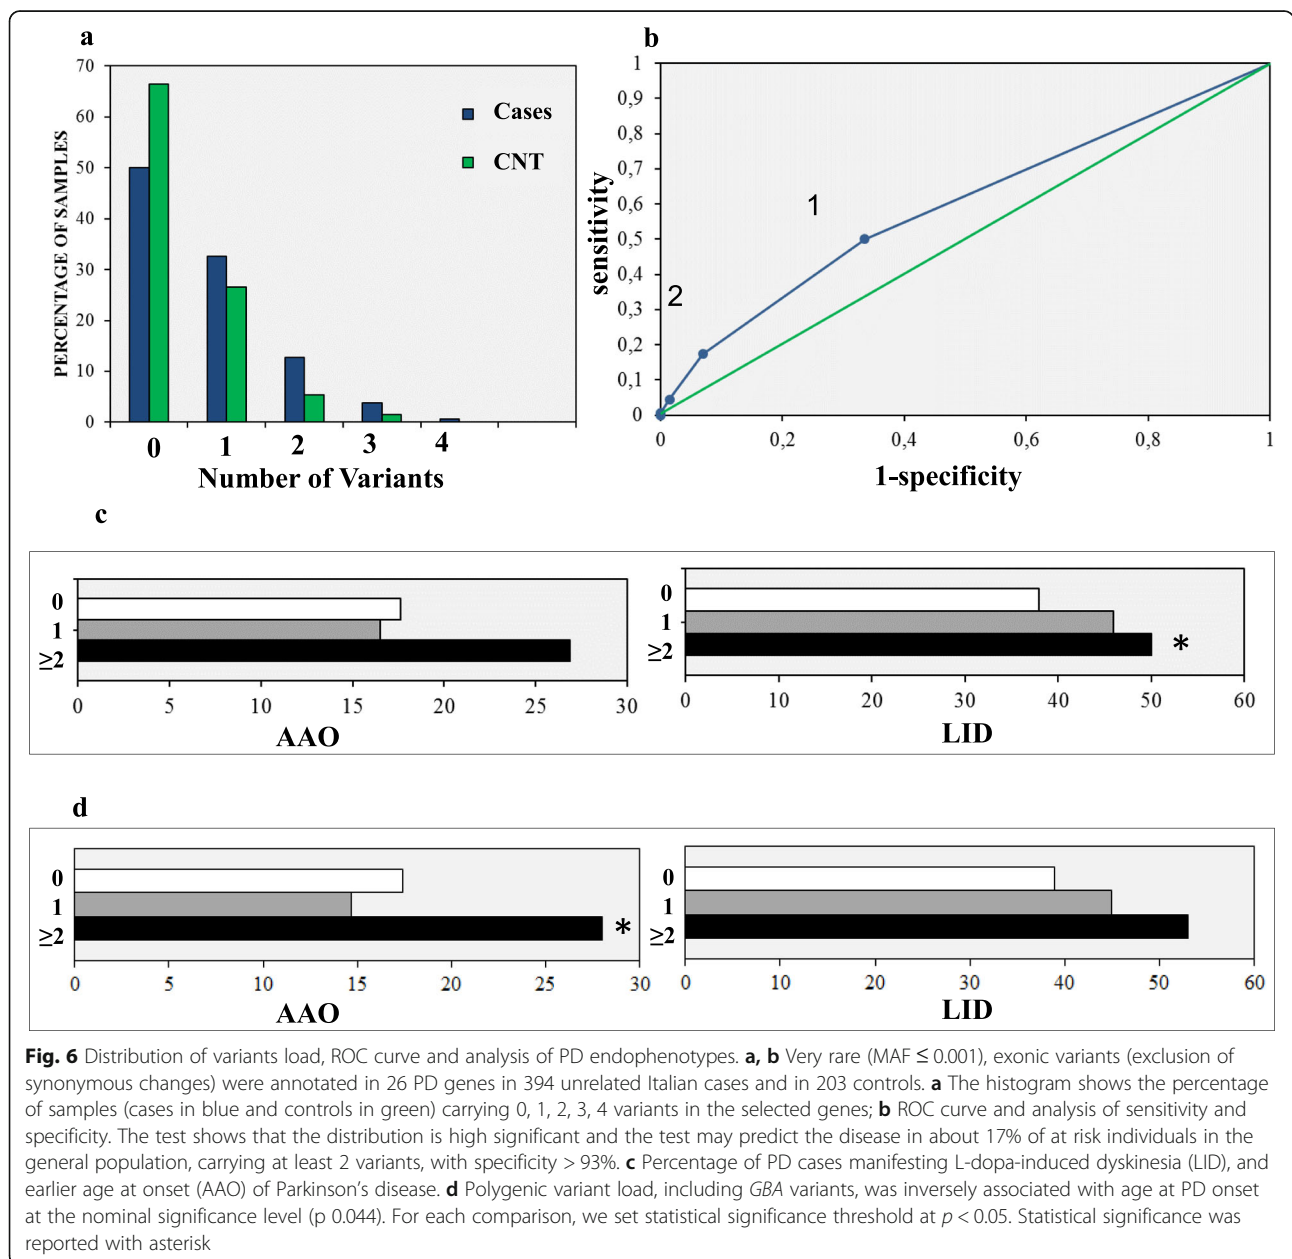 a
70
60
50
40
30
20
10
0
PERCENTAGE OF SAMPLES
Cases
CNT
0 1 2 3 4
Number of Variants
b
1
0,9
0,8
0,7
0,6
0,5
0,4
0,3
0,2
0,1
0
sensitivity
1
2
0 0,2 0,4 0,6 0,8 1
1-specificity
c
0
1
≥2
0 5 10 15 20 25 30
AAO
0
1
≥2
*
0 10 20 30 40 50 60
LID
d
0
1
≥2
*
0 5 10 15 20 25 30
AAO
0
1
≥2
0 10 20 30 40 50 60
LID
Fig. 6 Distribution of variants load, ROC curve and analysis of PD endophenotypes. a, b Very rare (MAF ≤ 0.001), exonic variants (exclusion of
synonymous changes) were annotated in 26 PD genes in 394 unrelated Italian cases and in 203 controls. a The histogram shows the percentage
of samples (cases in blue and controls in green) carrying 0, 1, 2, 3, 4 variants in the selected genes; b ROC curve and analysis of sensitivity and
specificity. The test shows that the distribution is high significant and the test may predict the disease in about 17% of at risk individuals in the
general population, carrying at least 2 variants, with specificity > 93%. c Percentage of PD cases manifesting L-dopa-induced dyskinesia (LID), and
earlier age at onset (AAO) of Parkinson's disease. d Polygenic variant load, including GBA variants, was inversely associated with age at PD onset
at the nominal significance level (p 0.044). For each comparison, we set statistical significance threshold at p < 0.05. Statistical significance was
reported with asterisk